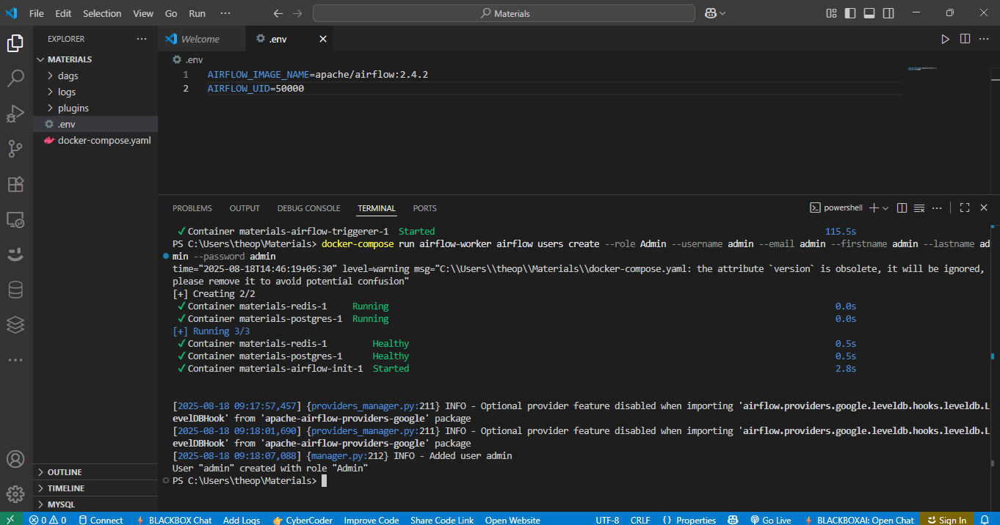 File Edit Selection View Go Run ··· Materials
EXPLORER ···
MATERIALS
dags
logs
plugins
.env
docker-compose.yaml
OUTLINE
TIMELINE
MYSQL
Welcome .env
.env
1 AIRFLOW_IMAGE_NAME=apache/airflow:2.4.2
2 AIRFLOW_UID=50000
PROBLEMS OUTPUT DEBUG CONSOLE TERMINAL PORTS powershell
✓ Container materials-airflow-triggerer-1 Started 115.5s
PS C:\Users\theop\Materials> docker-compose run airflow-worker airflow users create --role Admin --username admin --email admin --firstname admin --lastname ad
min --password admin
time="2025-08-18T14:46:19+05:30" level=warning msg="C:\\Users\\theop\\Materials\\docker-compose.yaml: the attribute `version` is obsolete, it will be ignored,
please remove it to avoid potential confusion"
[+] Creating 2/2
✓ Container materials-redis-1 Running 0.0s
✓ Container materials-postgres-1 Running 0.0s
[+] Running 3/3
✓ Container materials-redis-1 Healthy 0.5s
✓ Container materials-postgres-1 Healthy 0.5s
✓ Container materials-airflow-init-1 Started 2.8s
[2025-08-18 09:17:57,457] {providers_manager.py:211} INFO - Optional provider feature disabled when importing 'airflow.providers.google.leveldb.hooks.leveldb.L
evelDBHook' from 'apache-airflow-providers-google' package
[2025-08-18 09:18:01,690] {providers_manager.py:211} INFO - Optional provider feature disabled when importing 'airflow.providers.google.leveldb.hooks.leveldb.L
evelDBHook' from 'apache-airflow-providers-google' package
[2025-08-18 09:18:07,088] {manager.py:212} INFO - Added user admin
User "admin" created with role "Admin"
PS C:\Users\theop\Materials>
0 0 Connect BLACKBOX Chat Add Logs CyberCoder Improve Code Share Code Link Open Website UTF-8 CRLF {} Properties Go Live BLACKBOXAI: Open Chat Sign In